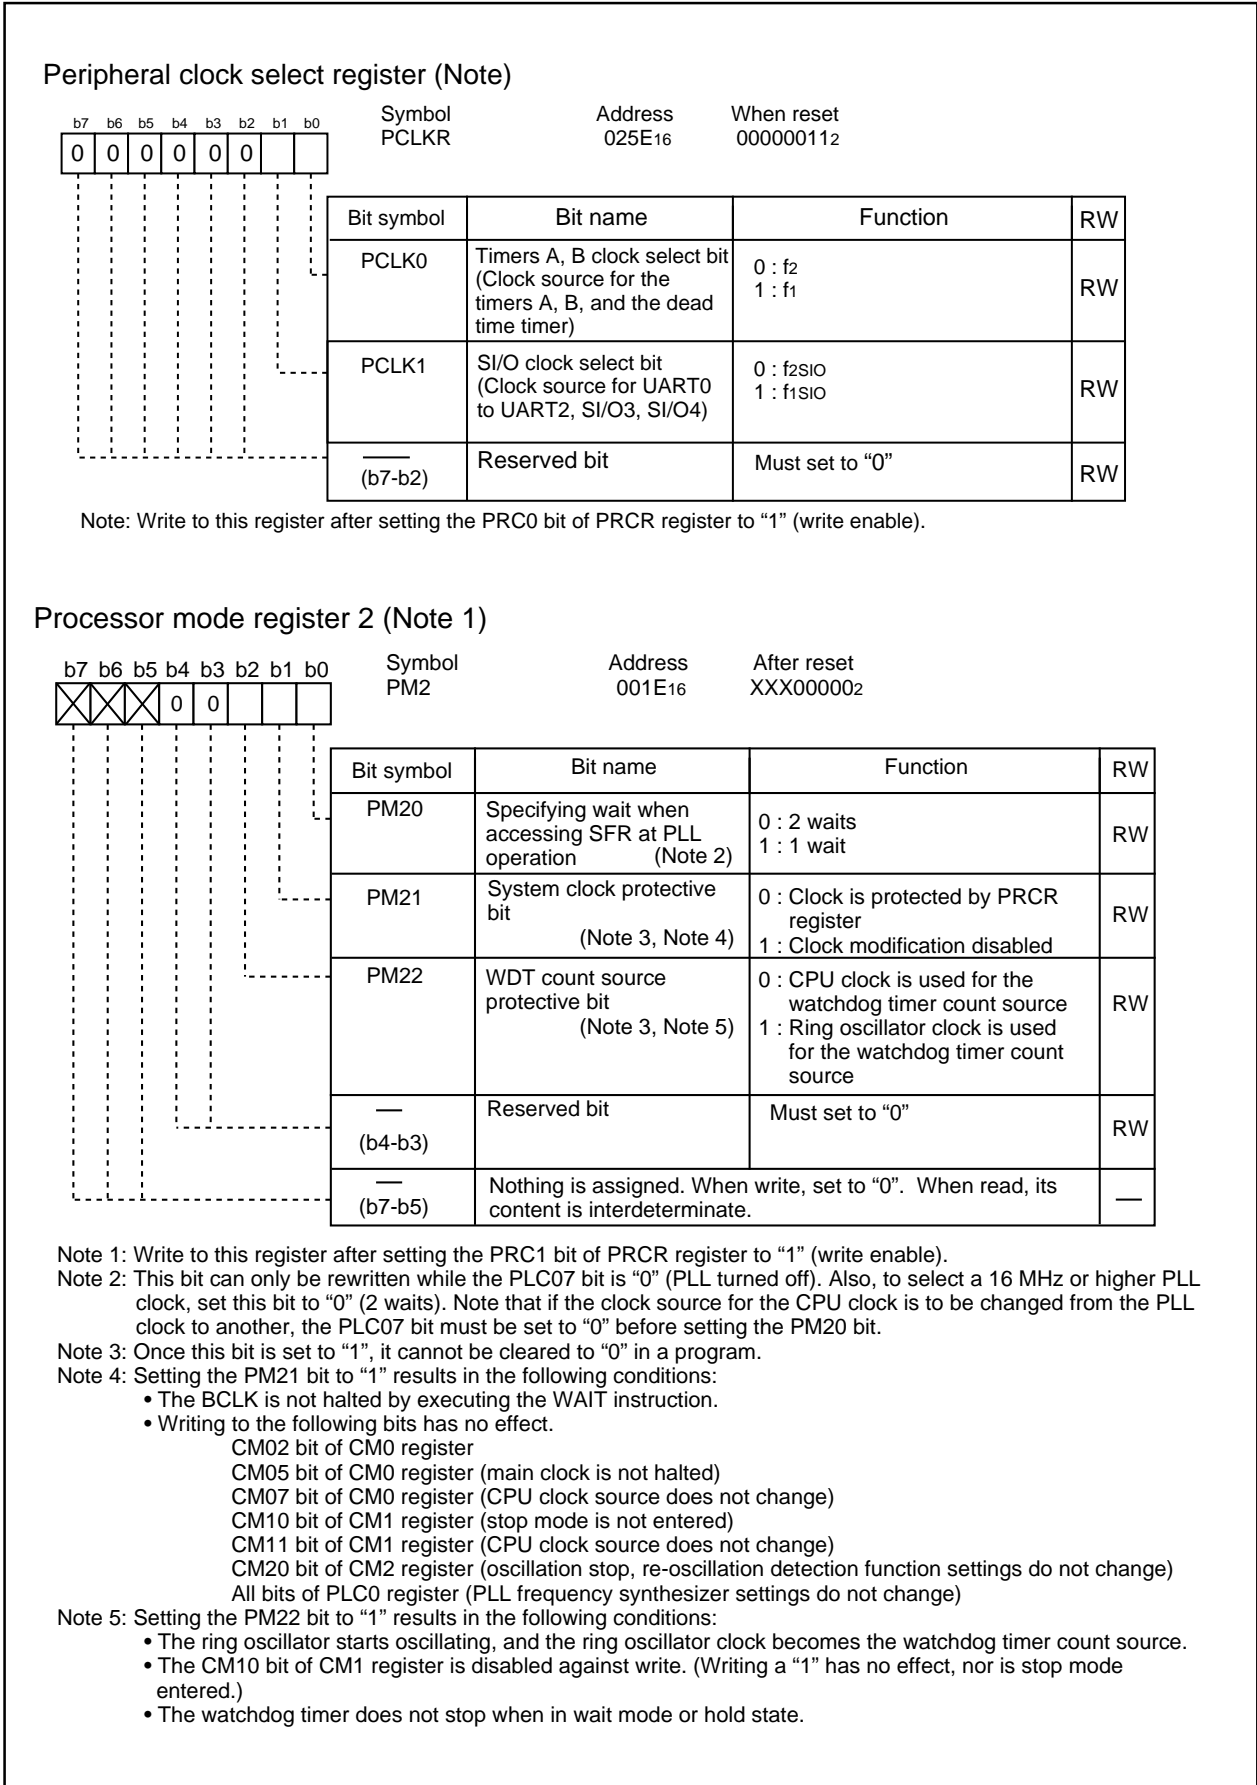 Peripheral clock select register (Note)
Symbol Address When reset
PCLKR 025E16 000000112
b7 b6 b5 b4 b3 b2 b1 b0
0 0 0 0 0 0
Bit symbol Bit name Function RW
PCLK0 Timers A, B clock select bit
(Clock source for the
timers A, B, and the dead
time timer)
0 : f2
1 : f1
RW
PCLK1 SI/O clock select bit
(Clock source for UART0
to UART2, SI/O3, SI/O4)
0 : f2SIO
1 : f1SIO
RW
(b7-b2) Reserved bit Must set to “0” RW
Note: Write to this register after setting the PRC0 bit of PRCR register to “1” (write enable).
Processor mode register 2 (Note 1)
Symbol Address After reset
PM2 001E16 XXX000002
b7 b6 b5 b4 b3 b2 b1 b0
0 0
Bit symbol Bit name Function RW
PM20 Specifying wait when
accessing SFR at PLL
operation (Note 2)
0 : 2 waits
1 : 1 wait
RW
PM21 System clock protective
bit
(Note 3, Note 4)
0 : Clock is protected by PRCR
register
1 : Clock modification disabled
RW
PM22 WDT count source
protective bit
(Note 3, Note 5)
0 : CPU clock is used for the
watchdog timer count source
1 : Ring oscillator clock is used
for the watchdog timer count
source
RW
(b4-b3) Reserved bit Must set to “0” RW
(b7-b5) Nothing is assigned. When write, set to “0”. When read, its
content is interdeterminate.
—
Note 1: Write to this register after setting the PRC1 bit of PRCR register to “1” (write enable).
Note 2: This bit can only be rewritten while the PLC07 bit is “0” (PLL turned off). Also, to select a 16 MHz or higher PLL
clock, set this bit to “0” (2 waits). Note that if the clock source for the CPU clock is to be changed from the PLL
clock to another, the PLC07 bit must be set to “0” before setting the PM20 bit.
Note 3: Once this bit is set to “1”, it cannot be cleared to “0” in a program.
Note 4: Setting the PM21 bit to “1” results in the following conditions:
• The BCLK is not halted by executing the WAIT instruction.
• Writing to the following bits has no effect.
CM02 bit of CM0 register
CM05 bit of CM0 register (main clock is not halted)
CM07 bit of CM0 register (CPU clock source does not change)
CM10 bit of CM1 register (stop mode is not entered)
CM11 bit of CM1 register (CPU clock source does not change)
CM20 bit of CM2 register (oscillation stop, re-oscillation detection function settings do not change)
All bits of PLC0 register (PLL frequency synthesizer settings do not change)
Note 5: Setting the PM22 bit to “1” results in the following conditions:
• The ring oscillator starts oscillating, and the ring oscillator clock becomes the watchdog timer count source.
• The CM10 bit of CM1 register is disabled against write. (Writing a “1” has no effect, nor is stop mode
entered.)
• The watchdog timer does not stop when in wait mode or hold state.